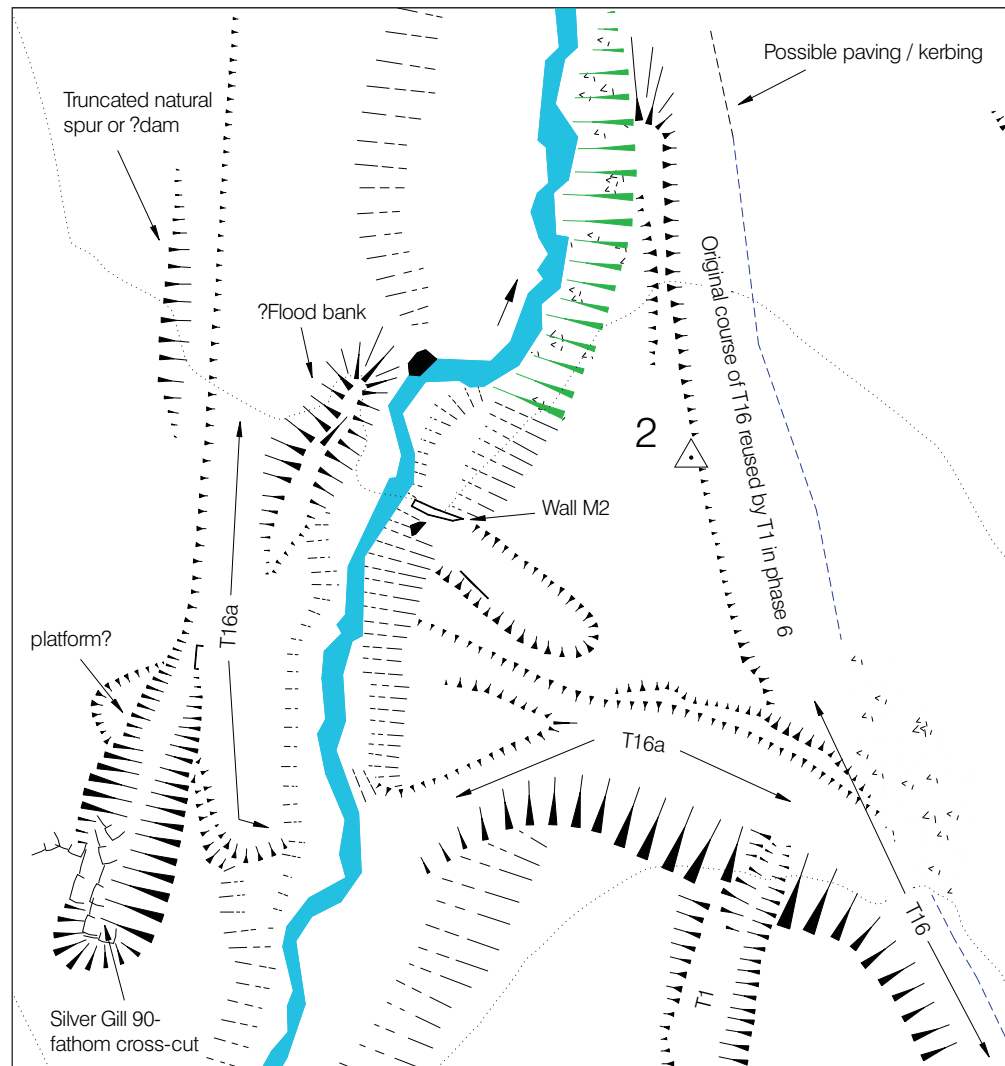 Possible paving / kerbing
Truncated natural
spur or ?dam
?Flood bank
Original course of T16 reused by T1 in phase 6
2
Wall M2
T16a
platform?
T16a
T16
T1
Silver Gill 90-
fathom cross-cut